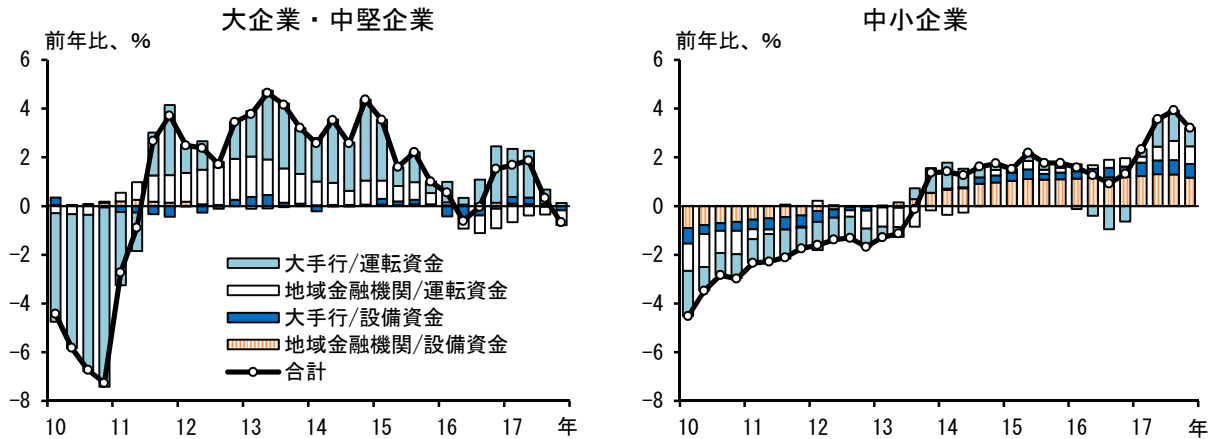 大企業・中堅企業
前年比、%
6
4
2
0
-2
-4
-6
-8
大手行/運転資金
地域金融機関/運転資金
大手行/設備資金
地域金融機関/設備資金
合計
10 11 12 13 14 15 16 17 年
中小企業
前年比、%
6
4
2
0
-2
-4
-6
-8
10 11 12 13 14 15 16 17 年